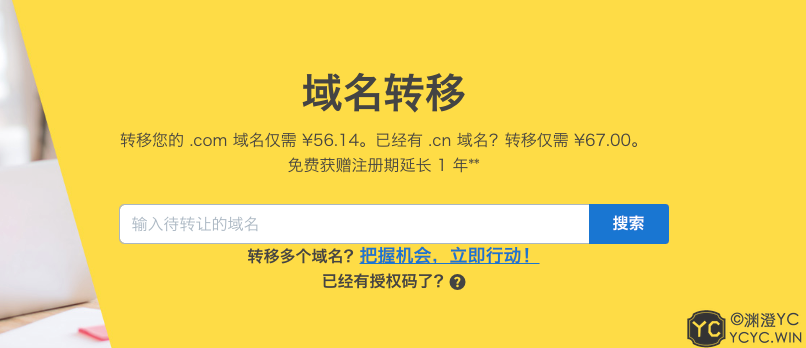 域名转移
转移您的 .com 域名仅需 ¥56.14。已经有 .cn 域名？转移仅需 ¥67.00。
免费获赠注册期延长 1 年**
输入待转让的域名
搜索
转移多个域名？把握机会，立即行动！
已经有授权码了？?
YC
©渊澄YC
YCYC.WIN